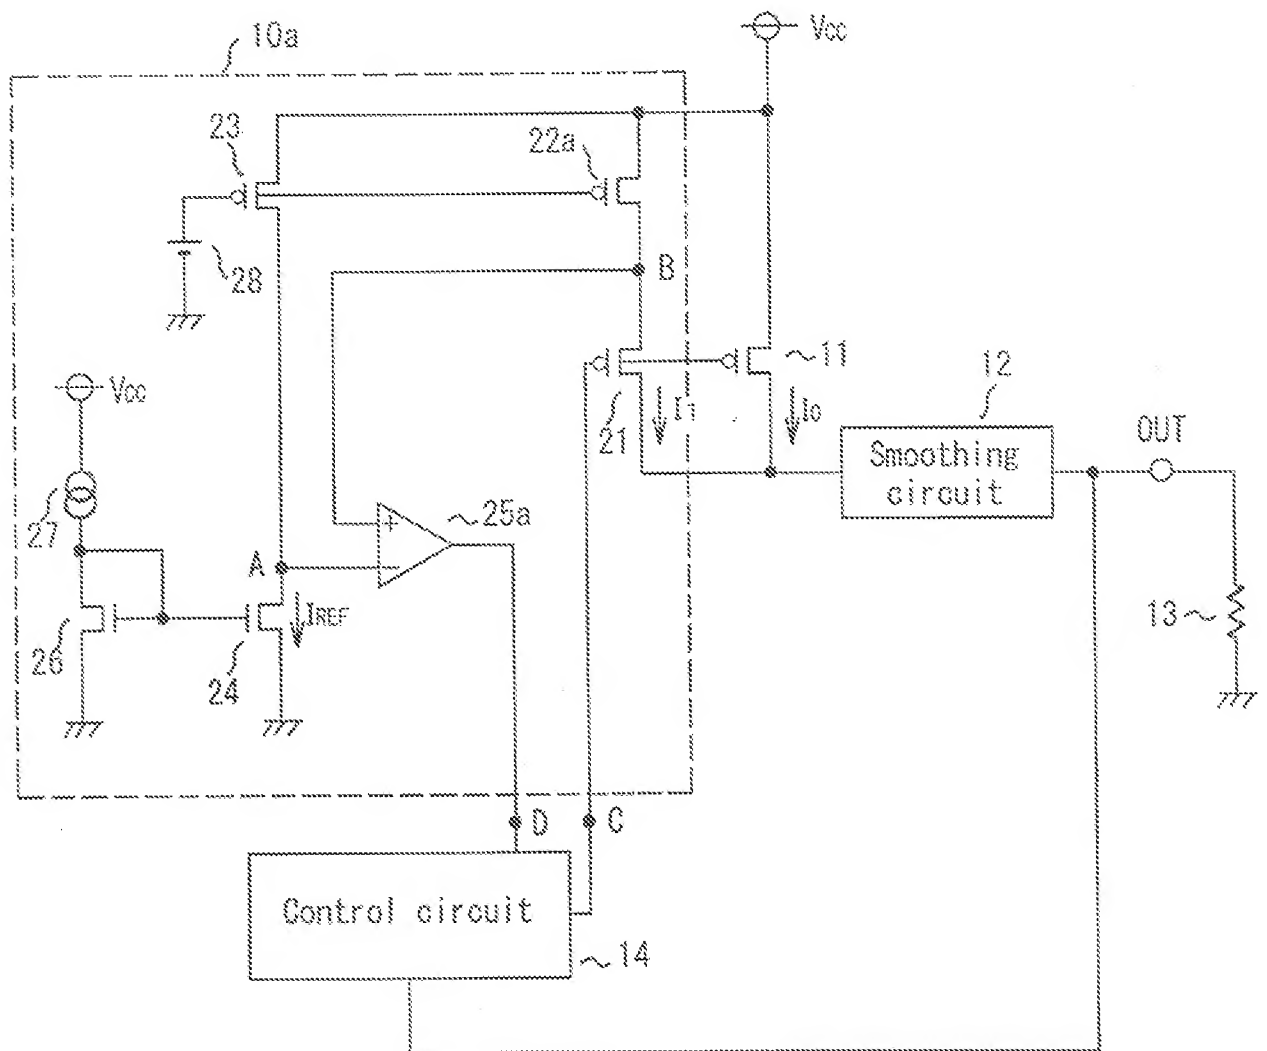 10a
Vcc
23
22a
28
B
11
Vcc
21
I1
I0
12
Smoothing
circuit
OUT
27
25a
A
IREF
26
24
13
D
C
Control circuit
14